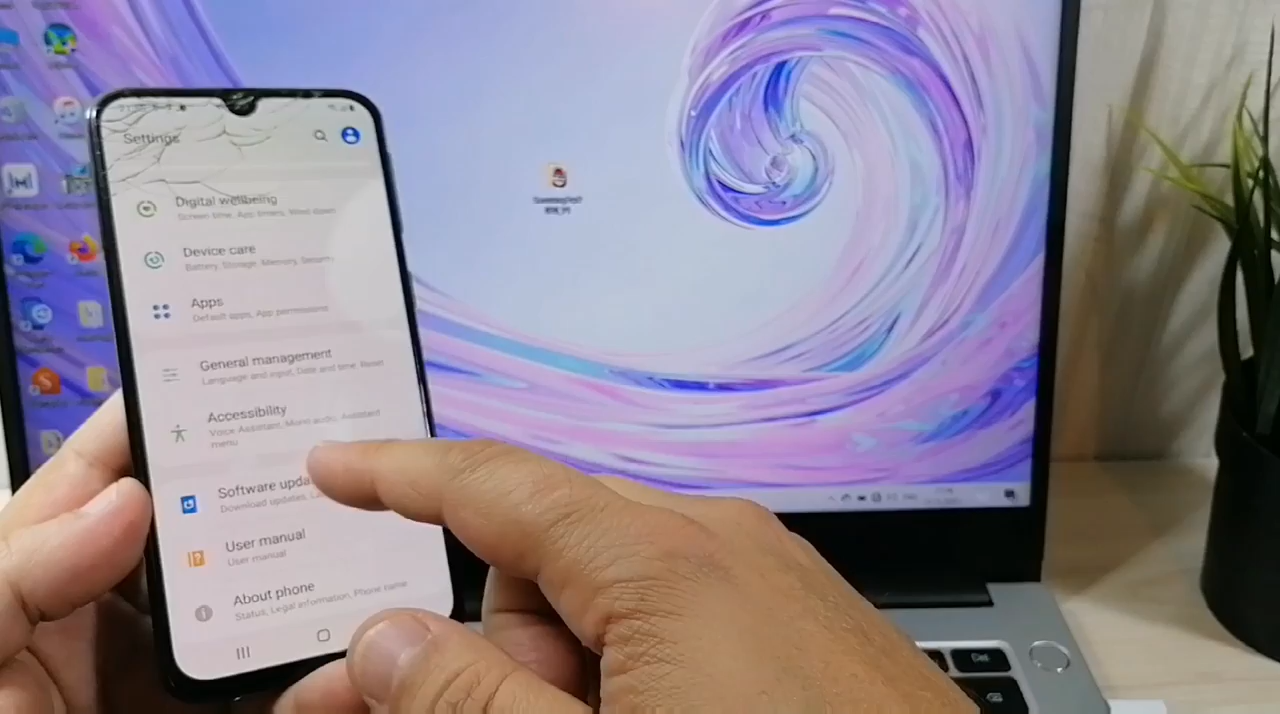 Settings
Digital wellbeing
Screen time, App timers, Wind down
Device care
Battery, Storage, Memory, Security
Apps
Default apps, App permissions
General management
Language and input, Date and time, Reset
Accessibility
Voice Assistant, Mono audio, Assistant
menu
Software upda
Download updates,
User manual
User manual
About phone
Status, Legal information, Phone name
Del